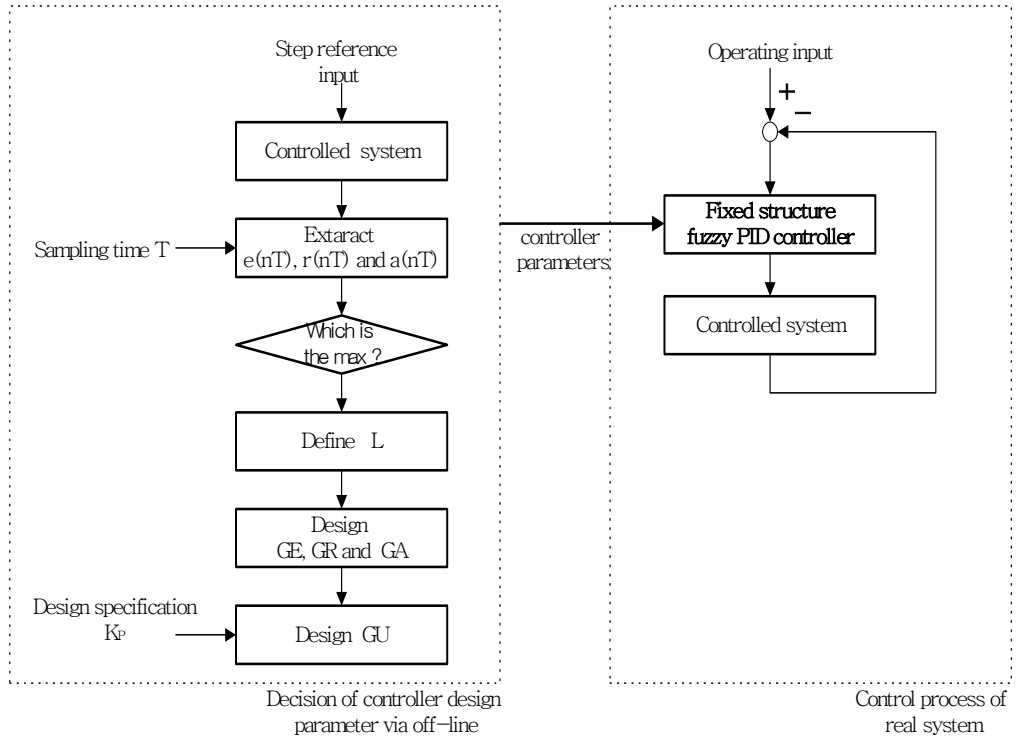 Step reference
input
Controlled system
Sampling time T
Extaract
e(nT), r(nT) and a(nT)
Which is
the max ?
Define L
Design
GE, GR and GA
Design specification
KP
Design GU
Decision of controller design
parameter via off-line
controller
parameters
Operating input
+
−
Fixed structure
fuzzy PID controller
Controlled system
Control process of
real system